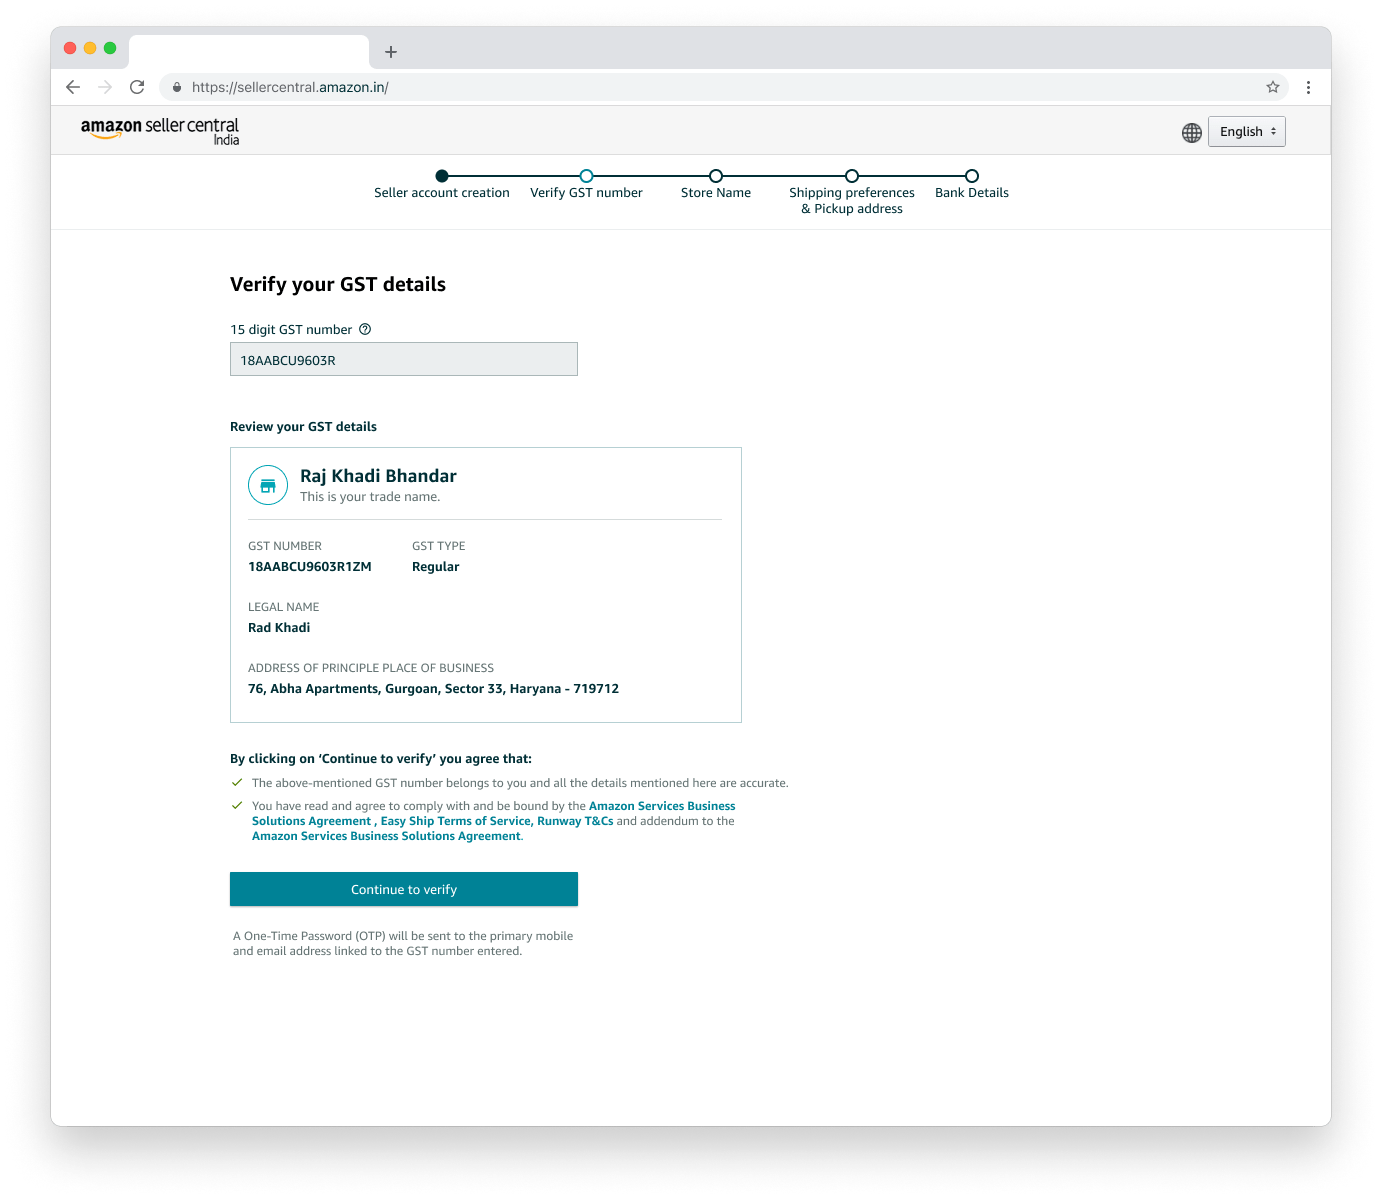 https://sellercentral.amazon.in/
amazon seller central
India
English
Seller account creation
Verify GST number
Store Name
Shipping preferences
& Pickup address
Bank Details
Verify your GST details
15 digit GST number
18AABCU9603R
Review your GST details
Raj Khadi Bhandar
This is your trade name.
GST NUMBER
GST TYPE
18AABCU9603R1ZM
Regular
LEGAL NAME
Rad Khadi
ADDRESS OF PRINCIPLE PLACE OF BUSINESS
76, Abha Apartments, Gurgoan, Sector 33, Haryana - 719712
By clicking on ‘Continue to verify’ you agree that:
The above-mentioned GST number belongs to you and all the details mentioned here are accurate.
You have read and agree to comply with and be bound by the Amazon Services Business
Solutions Agreement , Easy Ship Terms of Service, Runway T&Cs and addendum to the
Amazon Services Business Solutions Agreement.
Continue to verify
A One-Time Password (OTP) will be sent to the primary mobile
and email address linked to the GST number entered.